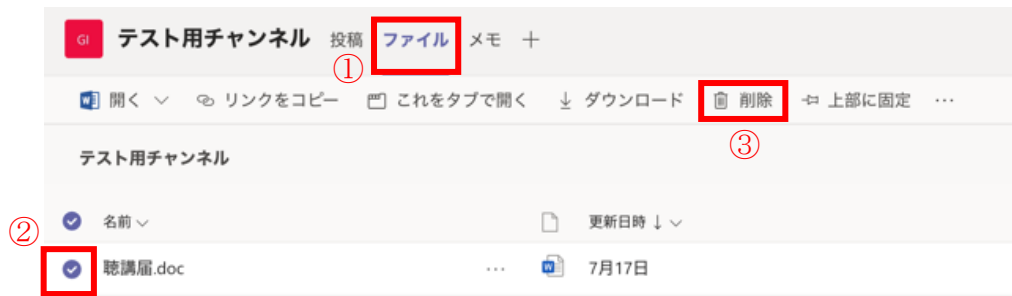 GI テスト用チャンネル 投稿 ファイル メモ +
①
開く リンクをコピー これをタブで開く ダウンロード 削除 上部に固定 …
③
テスト用チャンネル
② 名前 更新日時 ↓
聴講届.doc … 7月17日